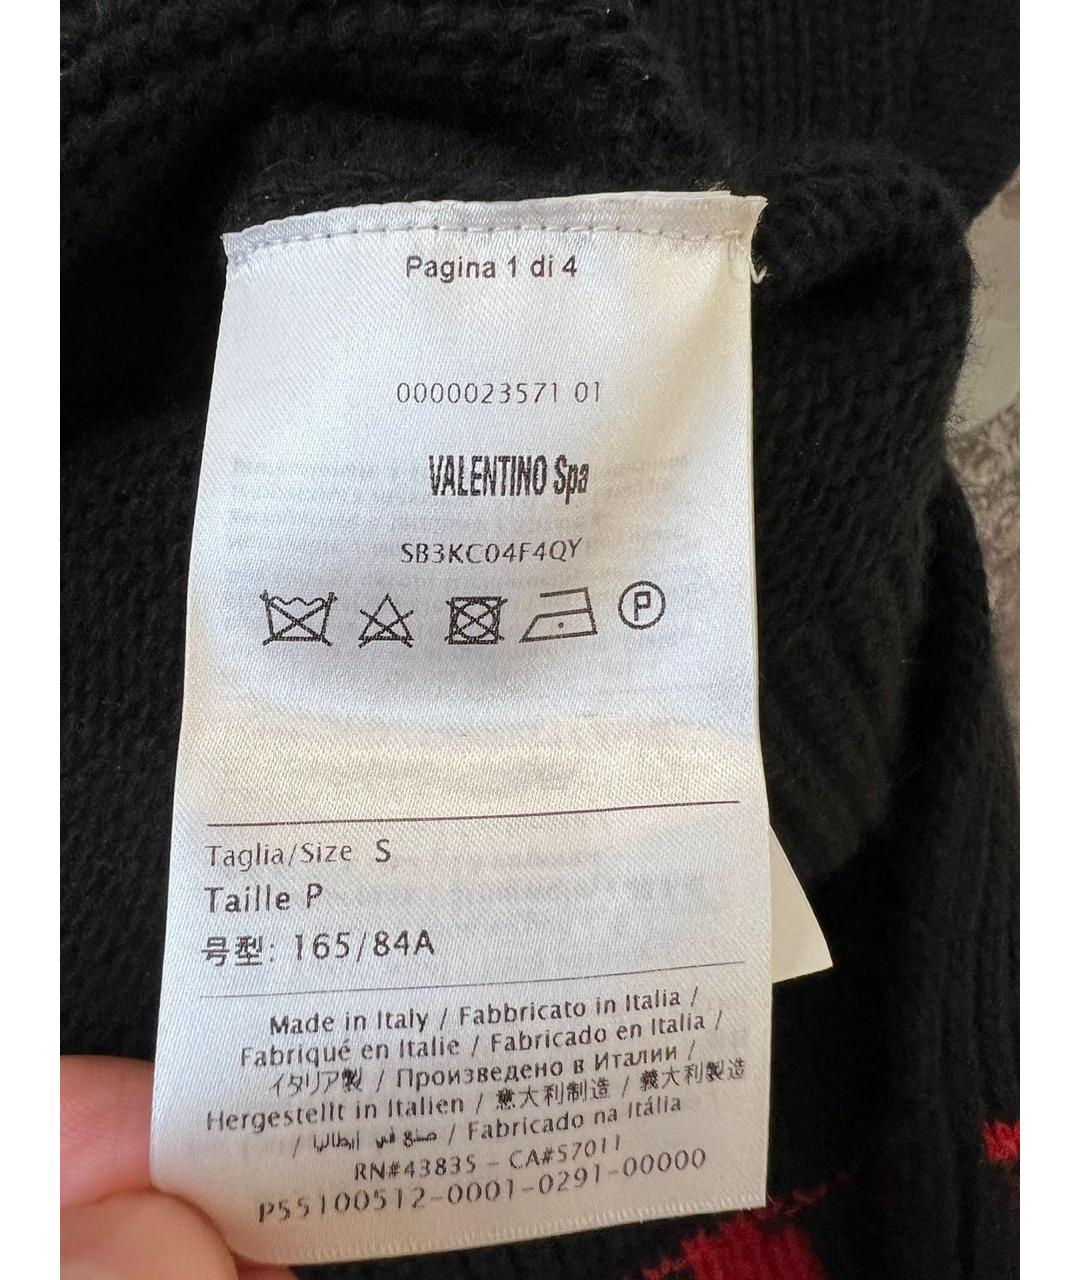 Pagina 1 di 4
0000023571 01
VALENTINO Spa
SB3KC04F4QY
P
Taglia/Size S
Taille P
号型: 165/84A
Made in Italy / Fabbricato in Italia /
Fabriqué en Italie / Fabricado en Italia /
イタリア製 / Произведено в Италии /
Hergestellt in Italien / 意大利制造 / 義大利製造
/ صنع في إيطاليا / Fabricado na Itália
RN#43835 - CA#57011
P55100512-0001-0291-00000